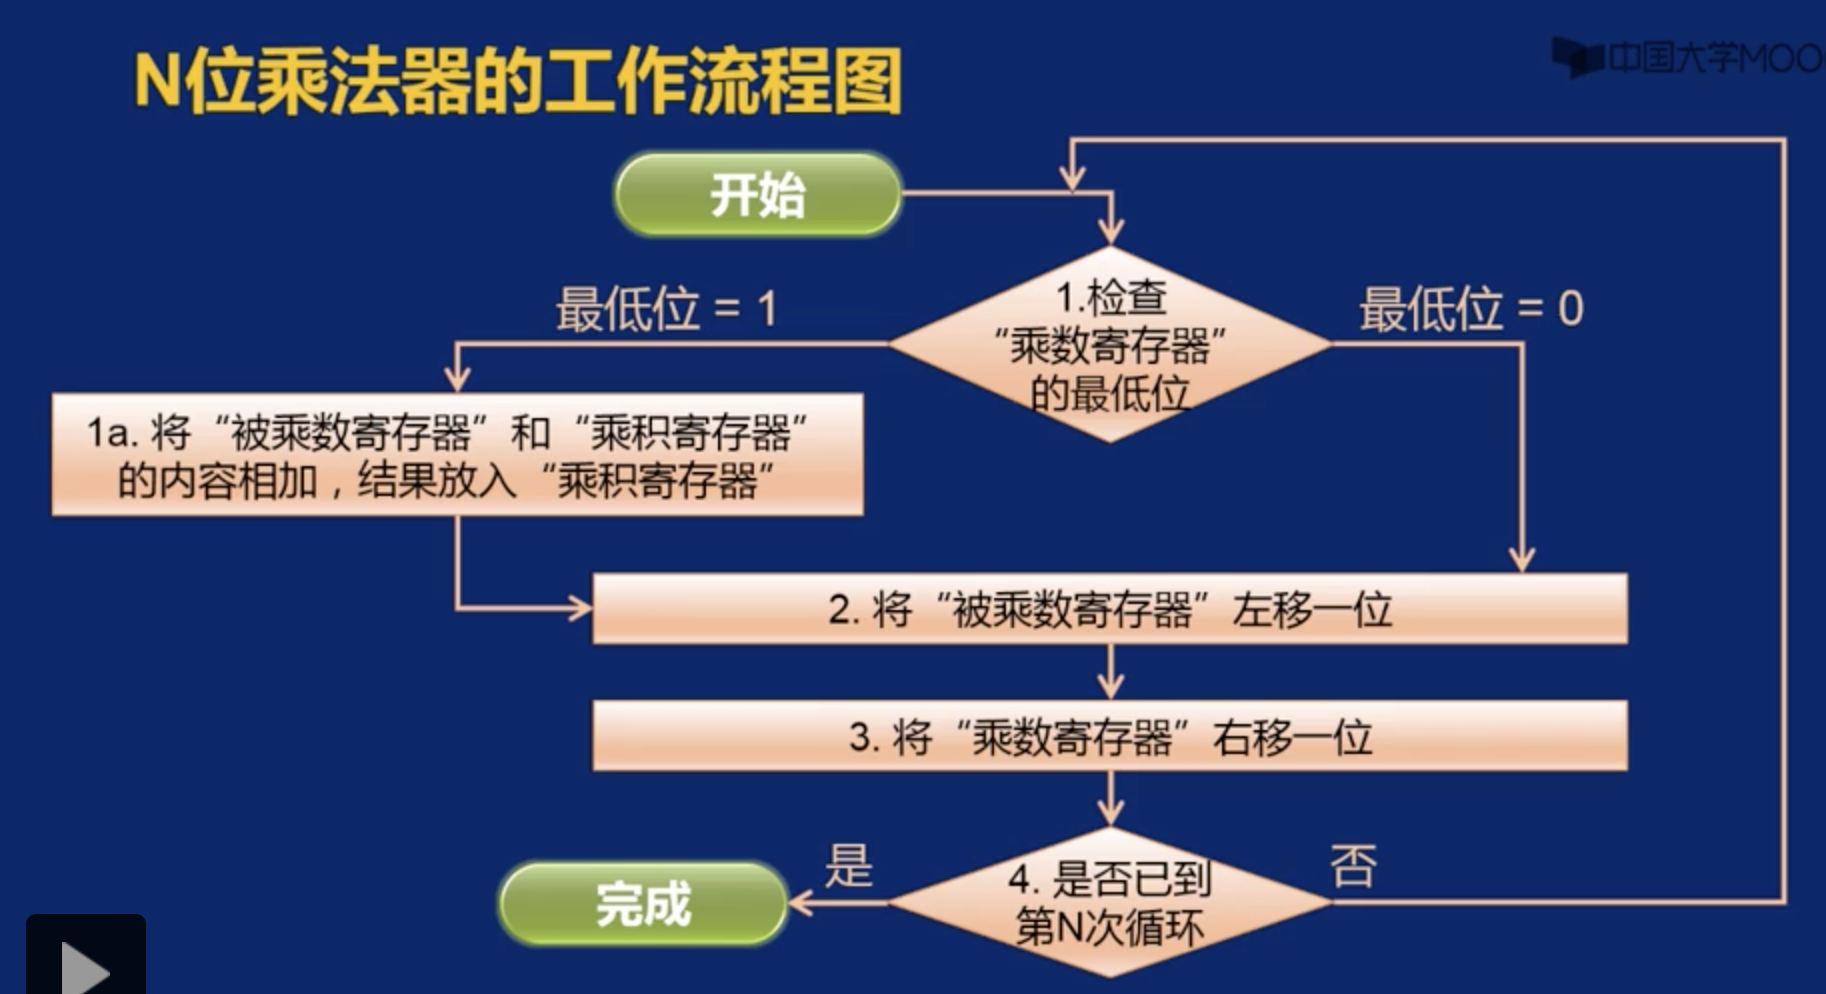 N位乘法器的工作流程图
中国大学MOO
开始
1.检查
“乘数寄存器”
的最低位
最低位 = 1
最低位 = 0
1a. 将“被乘数寄存器”和“乘积寄存器”
的内容相加，结果放入“乘积寄存器”
2. 将“被乘数寄存器”左移一位
3. 将“乘数寄存器”右移一位
4. 是否已到
第N次循环
是
否
完成